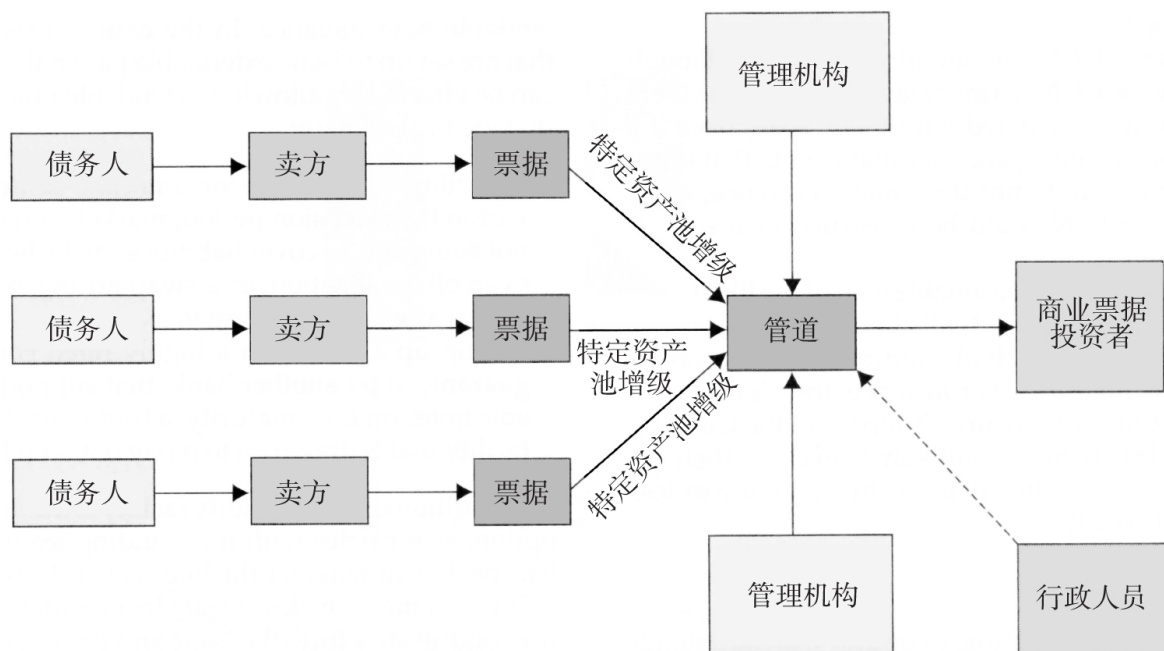 管理机构
债务人
卖方
票据
特定资产池增级
债务人
卖方
票据
特定资产
池增级
管道
商业票据
投资者
债务人
卖方
票据
特定资产池增级
管理机构
行政人员